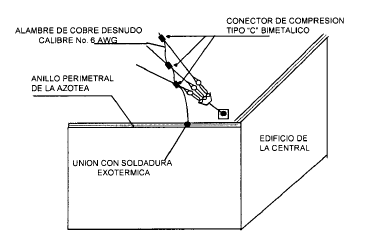 ALAMBRE DE COBRE DESNUDO
CALIBRE No. 6 AWG
CONECTOR DE COMPRESION
TIPO "C" BIMETALICO
ANILLO PERIMETRAL
DE LA AZOTEA
EDIFICIO DE
LA CENTRAL
UNION CON SOLDADURA
EXOTERMICA